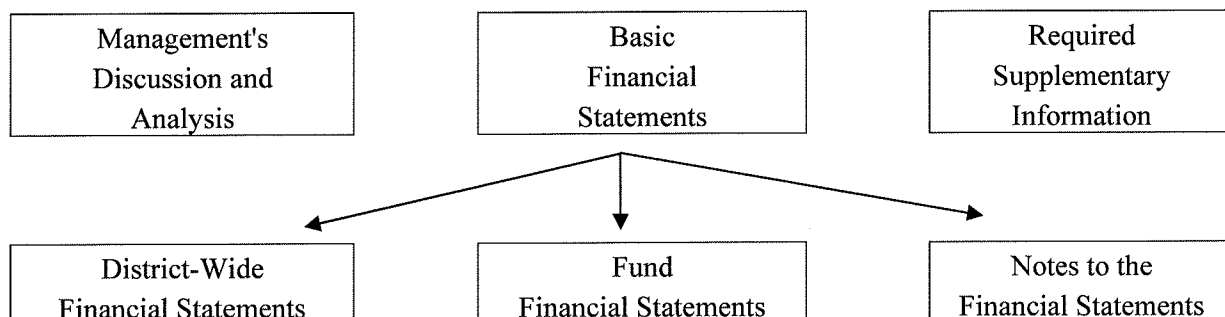 Management's
Discussion and
Analysis
Basic
Financial
Statements
Required
Supplementary
Information
District-Wide
Financial Statements
Fund
Financial Statements
Notes to the
Financial Statements